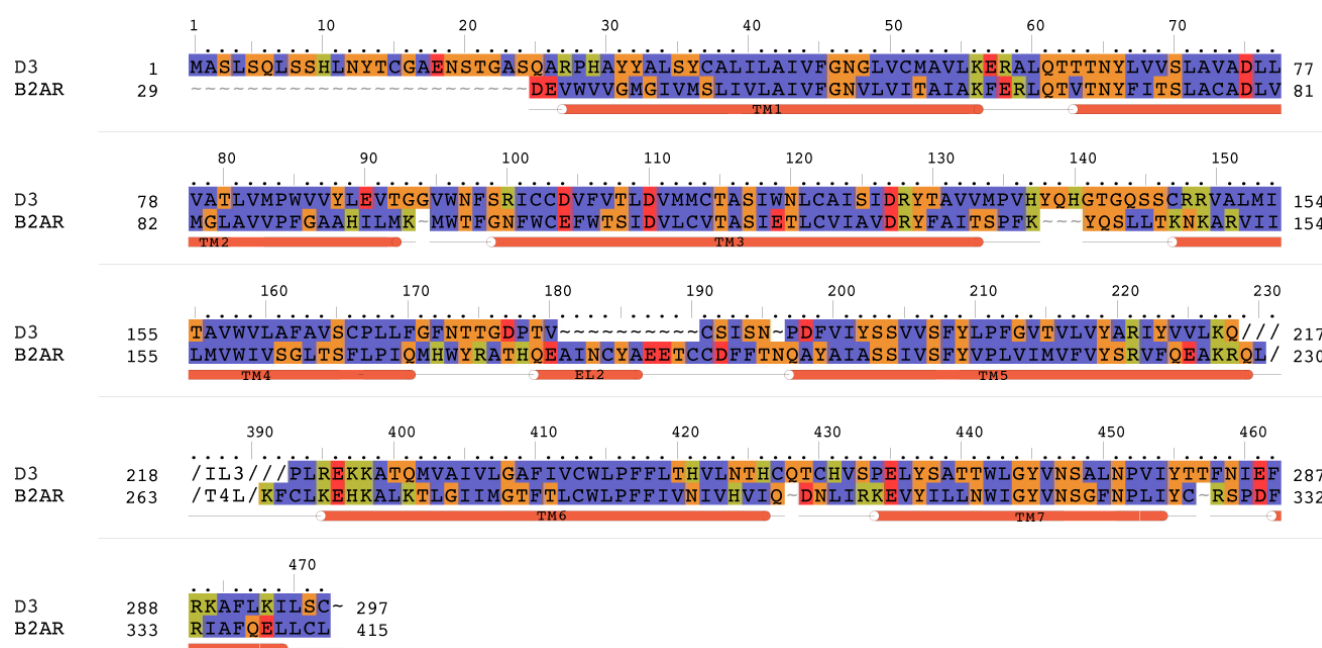 1 10 20 30 40 50 60 70
D3 1 MASLSQLSSHLNYTCGAENSTGASQARPHAYYALSYCALILAIVFGNGLVCMAVLKERALQTTTNYLVVSLAVADLL 77
B2AR 29 ~~~~~~~~~~~~~~~~~~~~~~~~DEVWVVGMGIVMSLIVLAIVFGNVLVITAIAKFERLQTVTNYFITSLACADLV 81
TM1
80 90 100 110 120 130 140 150
D3 78 VATLVMPWVVYLEVTGGVWNFSRICCDVFVTLDVMMCTASIWNLCAISIDRYTAVVMPVHYQHGTGQSSCRRVALMI 154
B2AR 82 MGLAVVPFGAAHILMK~MWTFGNFWCEFWTSIDVLCVTASIETLCVIAVDRYFAITSPFK~~~YQSLLTKNKARVII 154
TM2 TM3
160 170 180 190 200 210 220 230
D3 155 TAVWVLAFAVSCPLLFGFNTTGDPTV~~~~~~~~~~CSISN~PDFVIYSSVVSFYLPFGVTVLVYARIYVVLKQ/// 217
B2AR 155 LMVWIVSGLTSFLPIQMHWYRATHQEAINCYAEETCCDFFTNQAYAIASSIVSFYVPLVIMVFVYSRVFQEAKRQL/ 230
TM4 EL2 TM5
390 400 410 420 430 440 450 460
D3 218 /IL3///PLREKKATQMVAIVLGAFIVCWLPFFLTHVLNTHCQTCHVSPELYSATTWLGYVNSALNPVIYTTFNIEF 287
B2AR 263 /T4L/KFCLKEHKALKTLGIIMGTFTLCWLPFFIVNIVHVIQ~DNLIRKEVYILLNWIGYVNSGFNPLIYC~RSPDF 332
TM6 TM7
470
D3 288 RKAFLKILSC~ 297
B2AR 333 RIAFQELLCL 415